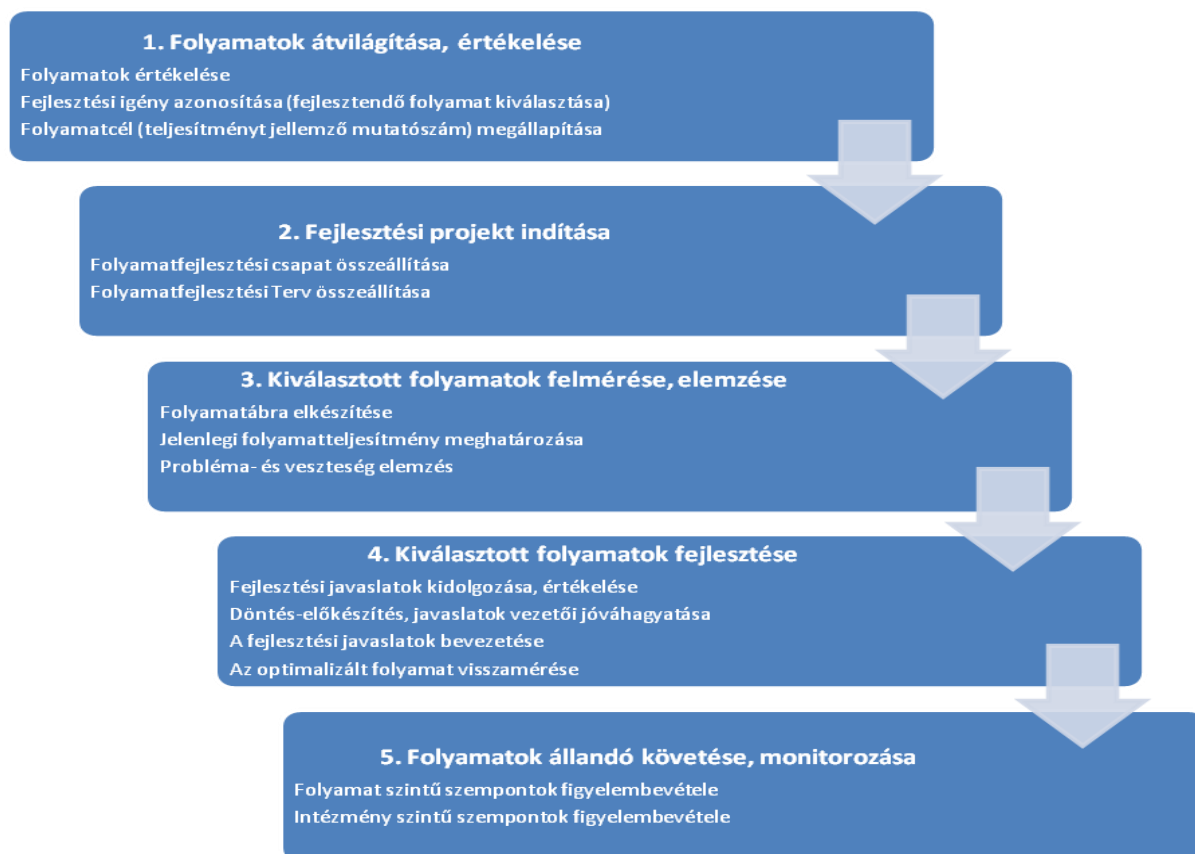 1. Folyamatok átvilágítása, értékelése
Folyamatok értékelése
Fejlesztési igény azonosítása (fejlesztendő folyamat kiválasztása)
Folyamatcél (teljesítményt jellemző mutatószám) megállapítása
2. Fejlesztési projekt indítása
Folyamatfejlesztési csapat összeállítása
Folyamatfejlesztési Terv összeállítása
3. Kiválasztott folyamatok felmérése, elemzése
Folyamatábra elkészítése
Jelenlegi folyamatteljesítmény meghatározása
Probléma- és veszteség elemzés
4. Kiválasztott folyamatok fejlesztése
Fejlesztési javaslatok kidolgozása, értékelése
Döntés-előkészítés, javaslatok vezetői jóváhagyatása
A fejlesztési javaslatok bevezetése
Az optimalizált folyamat visszamérése
5. Folyamatok állandó követése, monitorozása
Folyamat szintű szempontok figyelembevétele
Intézmény szintű szempontok figyelembevétele